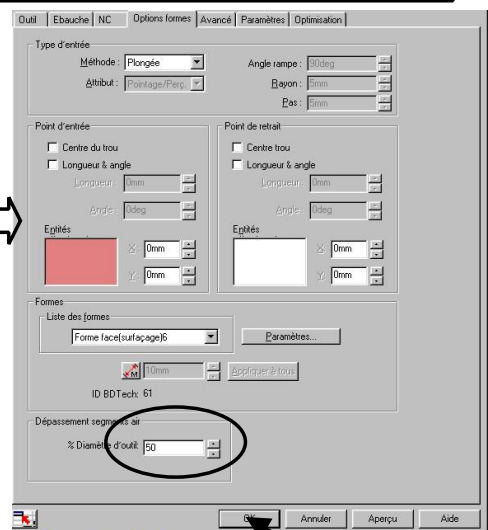 Outil Ebauche NC Options formes Avancé Paramètres Optimisation
Type d'entrée
Méthode : Plongée
Angle rampe : 90deg
Attribut : Pointage/Perç.
Rayon : 5mm
Pas : 5mm
Point d'entrée
Point de retrait
Centre du trou
Centre trou
Longueur & angle
Longueur & angle
Longueur : 0mm
Longueur : 0mm
Angle : 0deg
Angle : 0deg
Entités
Entités
X : 0mm
X : 0mm
Y : 0mm
Y : 0mm
Formes
Liste des formes
Forme face(surfaçage)6
Paramètres...
M 10mm Appliquer à tous
ID BDTech: 61
Dépassement segments air
% Diamètre d'outil: 50
OK Annuler Aperçu Aide